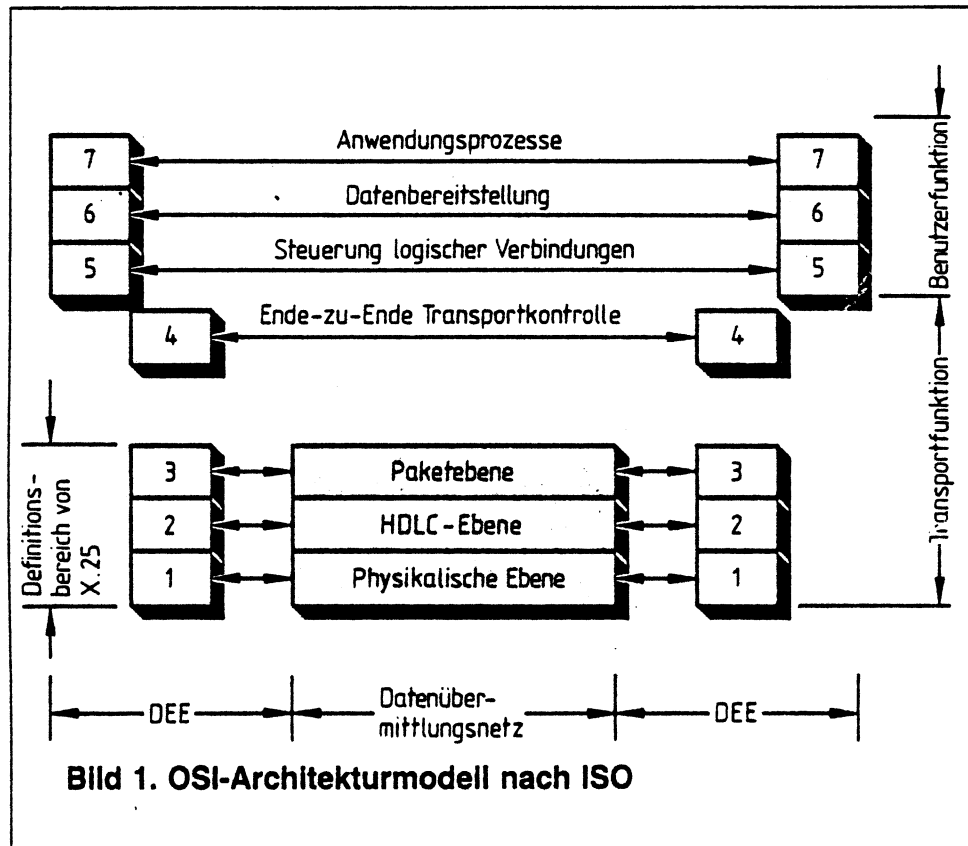 Anwendungsprozesse
7
7
Datenbereitstellung
6
6
Steuerung logischer Verbindungen
5
5
Benutzerfunktion
Ende-zu-Ende Transportkontrolle
4
4
Transportfunktion
Definitions-
bereich von
X.25
3
Paketebene
3
2
HDLC-Ebene
2
1
Physikalische Ebene
1
DEE
Datenüber-
mittlungsnetz
DEE
Bild 1. OSI-Architekturmodell nach ISO